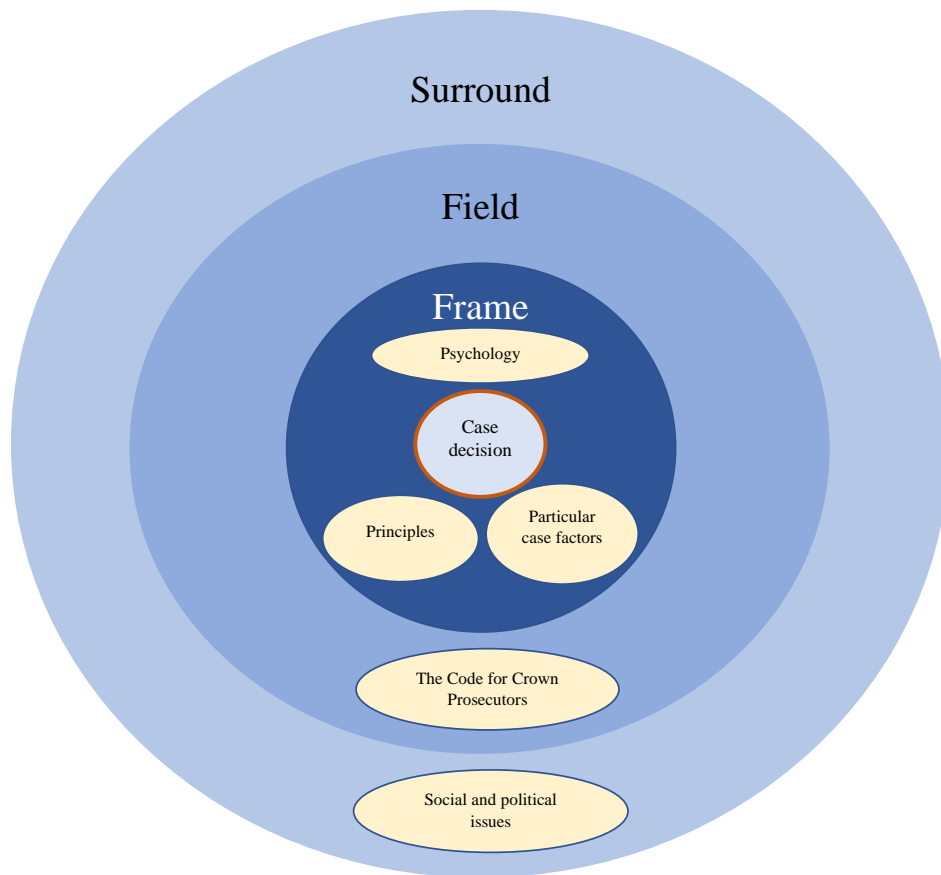 Surround
Field
Frame
Psychology
Case
decision
Principles
Particular
case factors
The Code for Crown
Prosecutors
Social and political
issues